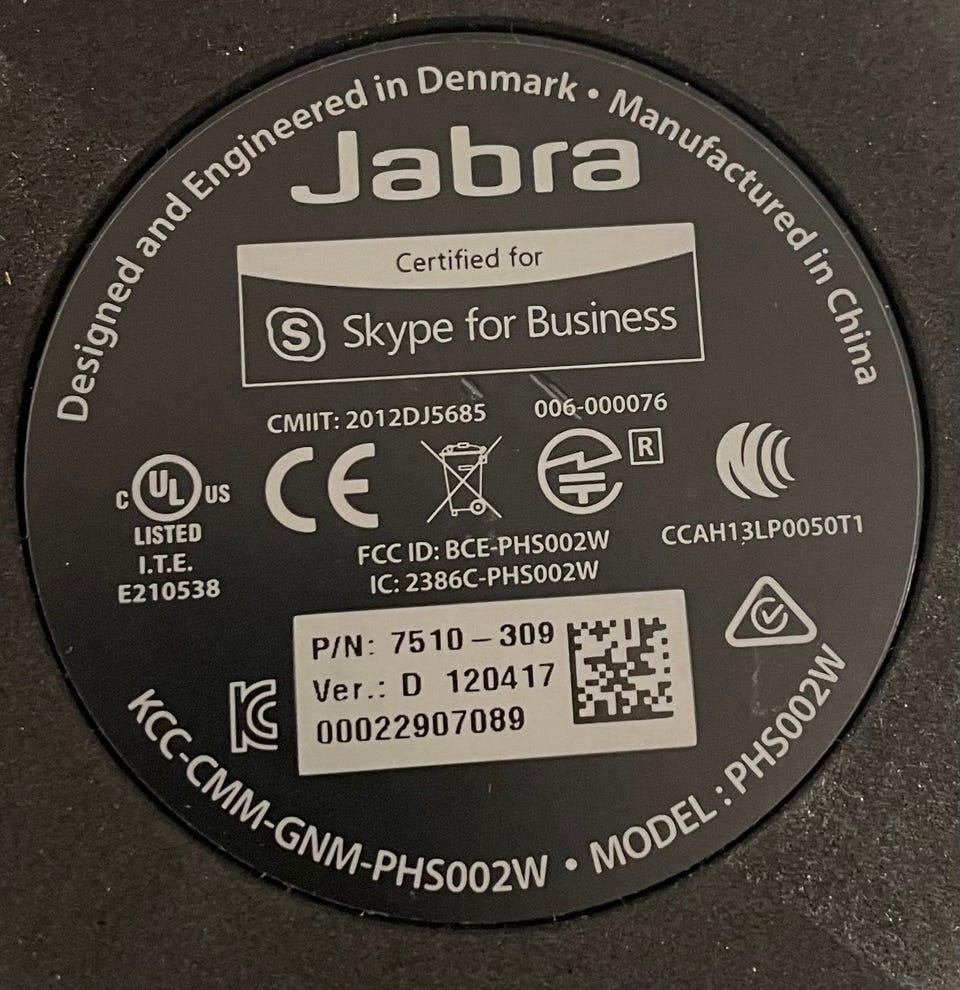 Designed and Engineered in Denmark • Manufactured in China
Jabra
Certified for
S Skype for Business
CMIIT: 2012DJ5685
006-000076
C UL US
LISTED
I.T.E.
E210538
CE
R
CCAH13LP0050T1
FCC ID: BCE-PHS002W
IC: 2386C-PHS002W
P/N: 7510-309
Ver.: D 120417
00022907089
KCC-CMM-GNM-PHS002W • MODEL : PHS002W